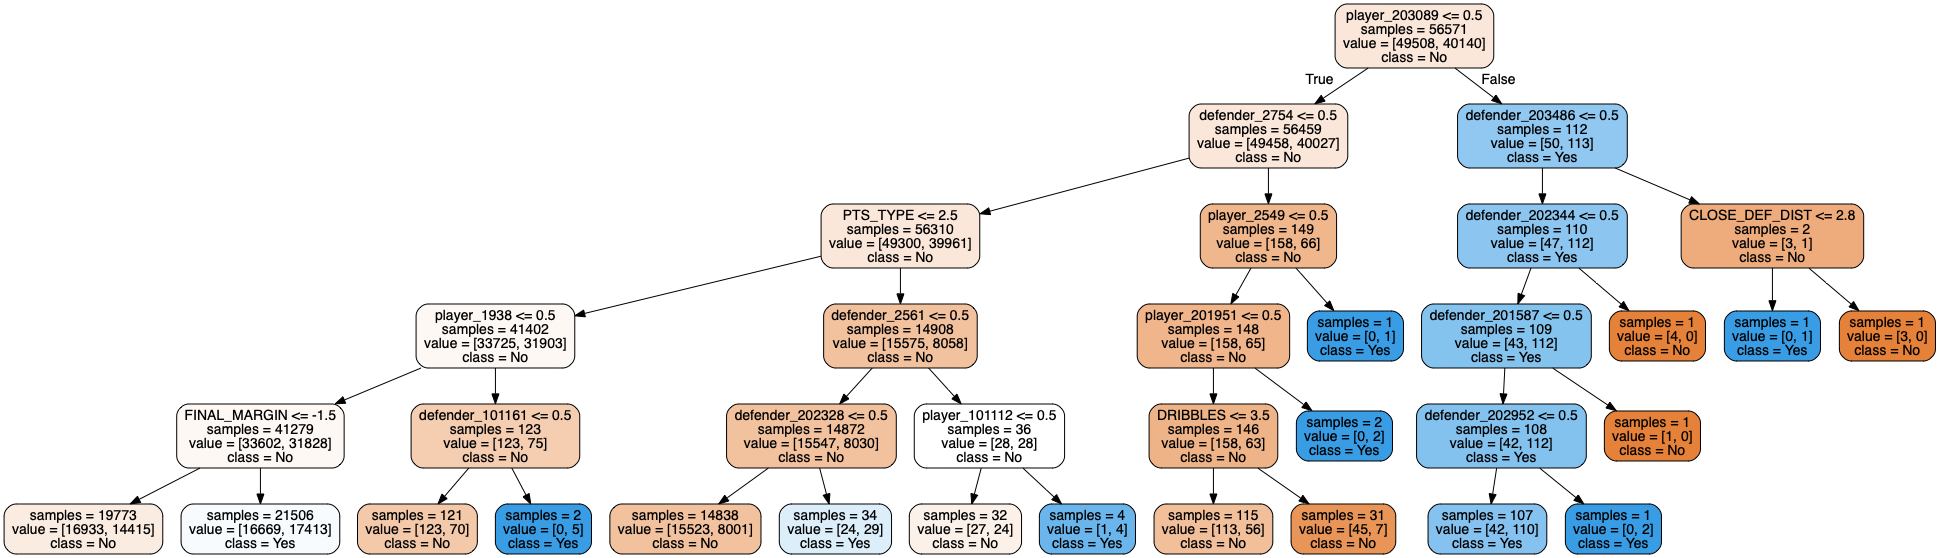 player_203089 <= 0.5
samples = 56571
value = [49508, 40140]
class = No
True
False
defender_2754 <= 0.5
samples = 56459
value = [49458, 40027]
class = No
defender_203486 <= 0.5
samples = 112
value = [50, 113]
class = Yes
PTS_TYPE <= 2.5
samples = 56310
value = [49300, 39961]
class = No
player_2549 <= 0.5
samples = 149
value = [158, 66]
class = No
defender_202344 <= 0.5
samples = 110
value = [47, 112]
class = Yes
CLOSE_DEF_DIST <= 2.8
samples = 2
value = [3, 1]
class = No
player_1938 <= 0.5
samples = 41402
value = [33725, 31903]
class = No
defender_2561 <= 0.5
samples = 14908
value = [15575, 8058]
class = No
player_201951 <= 0.5
samples = 148
value = [158, 65]
class = No
samples = 1
value = [0, 1]
class = Yes
defender_201587 <= 0.5
samples = 109
value = [43, 112]
class = Yes
samples = 1
value = [4, 0]
class = No
samples = 1
value = [0, 1]
class = Yes
samples = 1
value = [3, 0]
class = No
FINAL_MARGIN <= -1.5
samples = 41279
value = [33602, 31828]
class = No
defender_101161 <= 0.5
samples = 123
value = [123, 75]
class = No
defender_202328 <= 0.5
samples = 14872
value = [15547, 8030]
class = No
player_101112 <= 0.5
samples = 36
value = [28, 28]
class = No
DRIBBLES <= 3.5
samples = 146
value = [158, 63]
class = No
samples = 2
value = [0, 2]
class = Yes
defender_202952 <= 0.5
samples = 108
value = [42, 112]
class = Yes
samples = 1
value = [1, 0]
class = No
samples = 19773
value = [16933, 14415]
class = No
samples = 21506
value = [16669, 17413]
class = Yes
samples = 121
value = [123, 70]
class = No
samples = 2
value = [0, 5]
class = Yes
samples = 14838
value = [15523, 8001]
class = No
samples = 34
value = [24, 29]
class = Yes
samples = 32
value = [27, 24]
class = No
samples = 4
value = [1, 4]
class = Yes
samples = 115
value = [113, 56]
class = No
samples = 31
value = [45, 7]
class = No
samples = 107
value = [42, 110]
class = Yes
samples = 1
value = [0, 2]
class = Yes